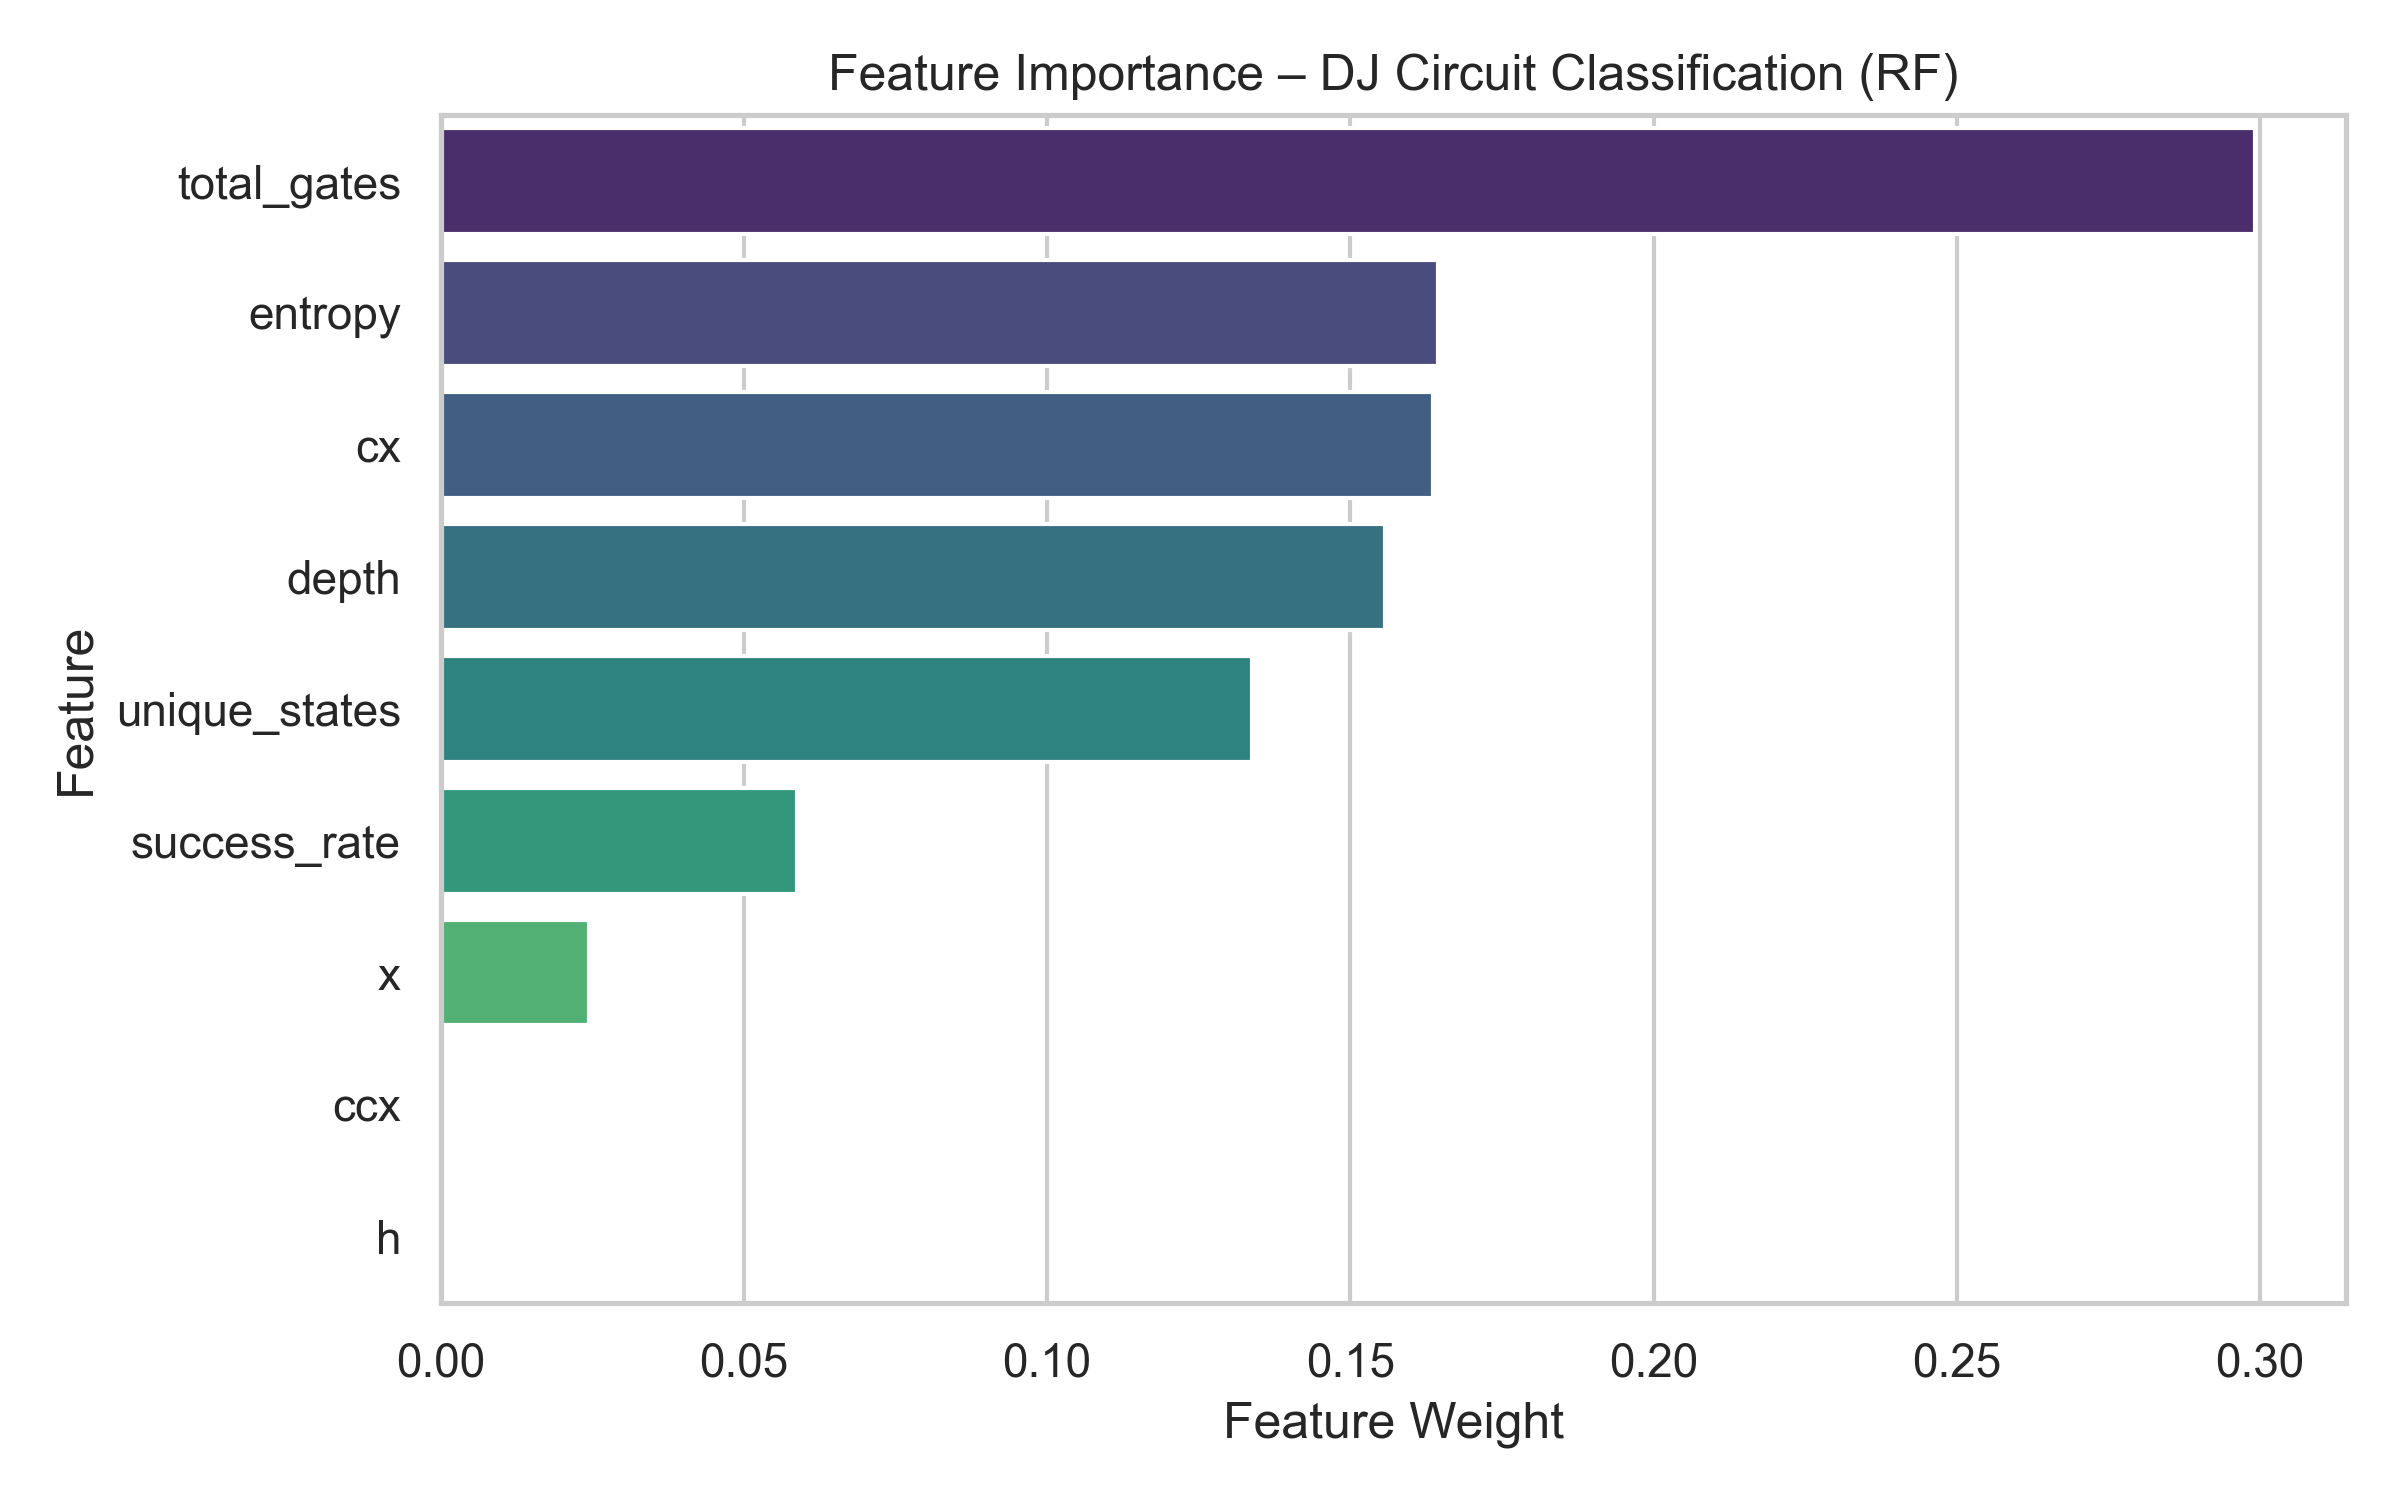 Feature Importance – DJ Circuit Classification (RF)
total_gates
entropy
cx
depth
unique_states
success_rate
x
ccx
h
Feature
0.00 0.05 0.10 0.15 0.20 0.25 0.30
Feature Weight